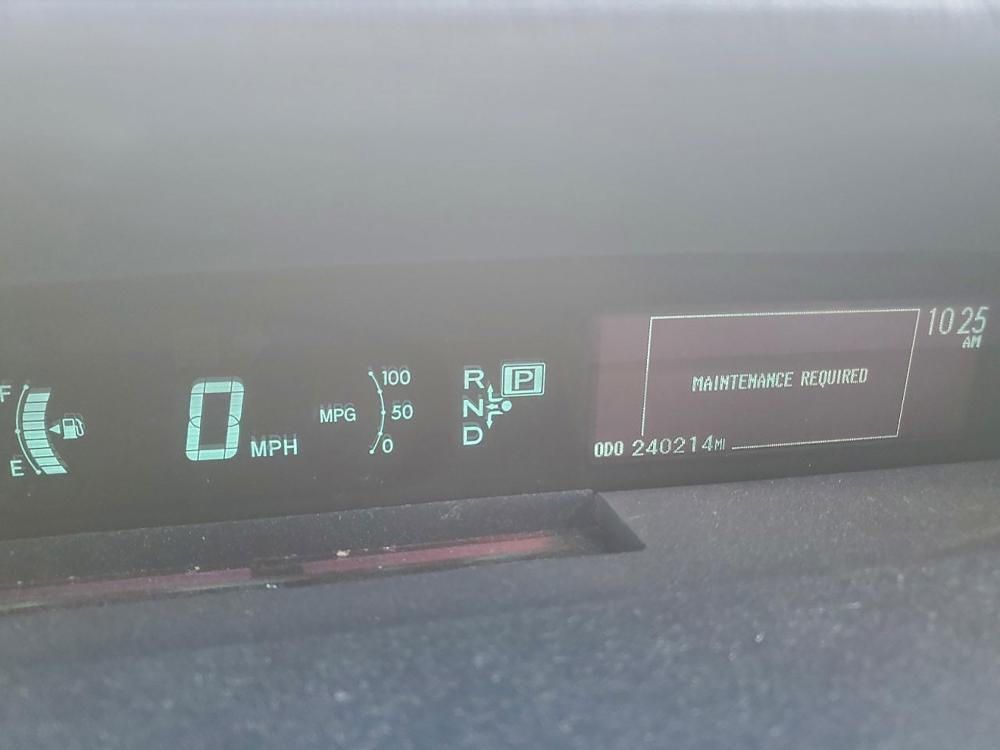 F
E
0 MPH
MPG
100
50
0
R
N
D
P
MAINTENANCE REQUIRED
ODO 240214MI
10 25
AM